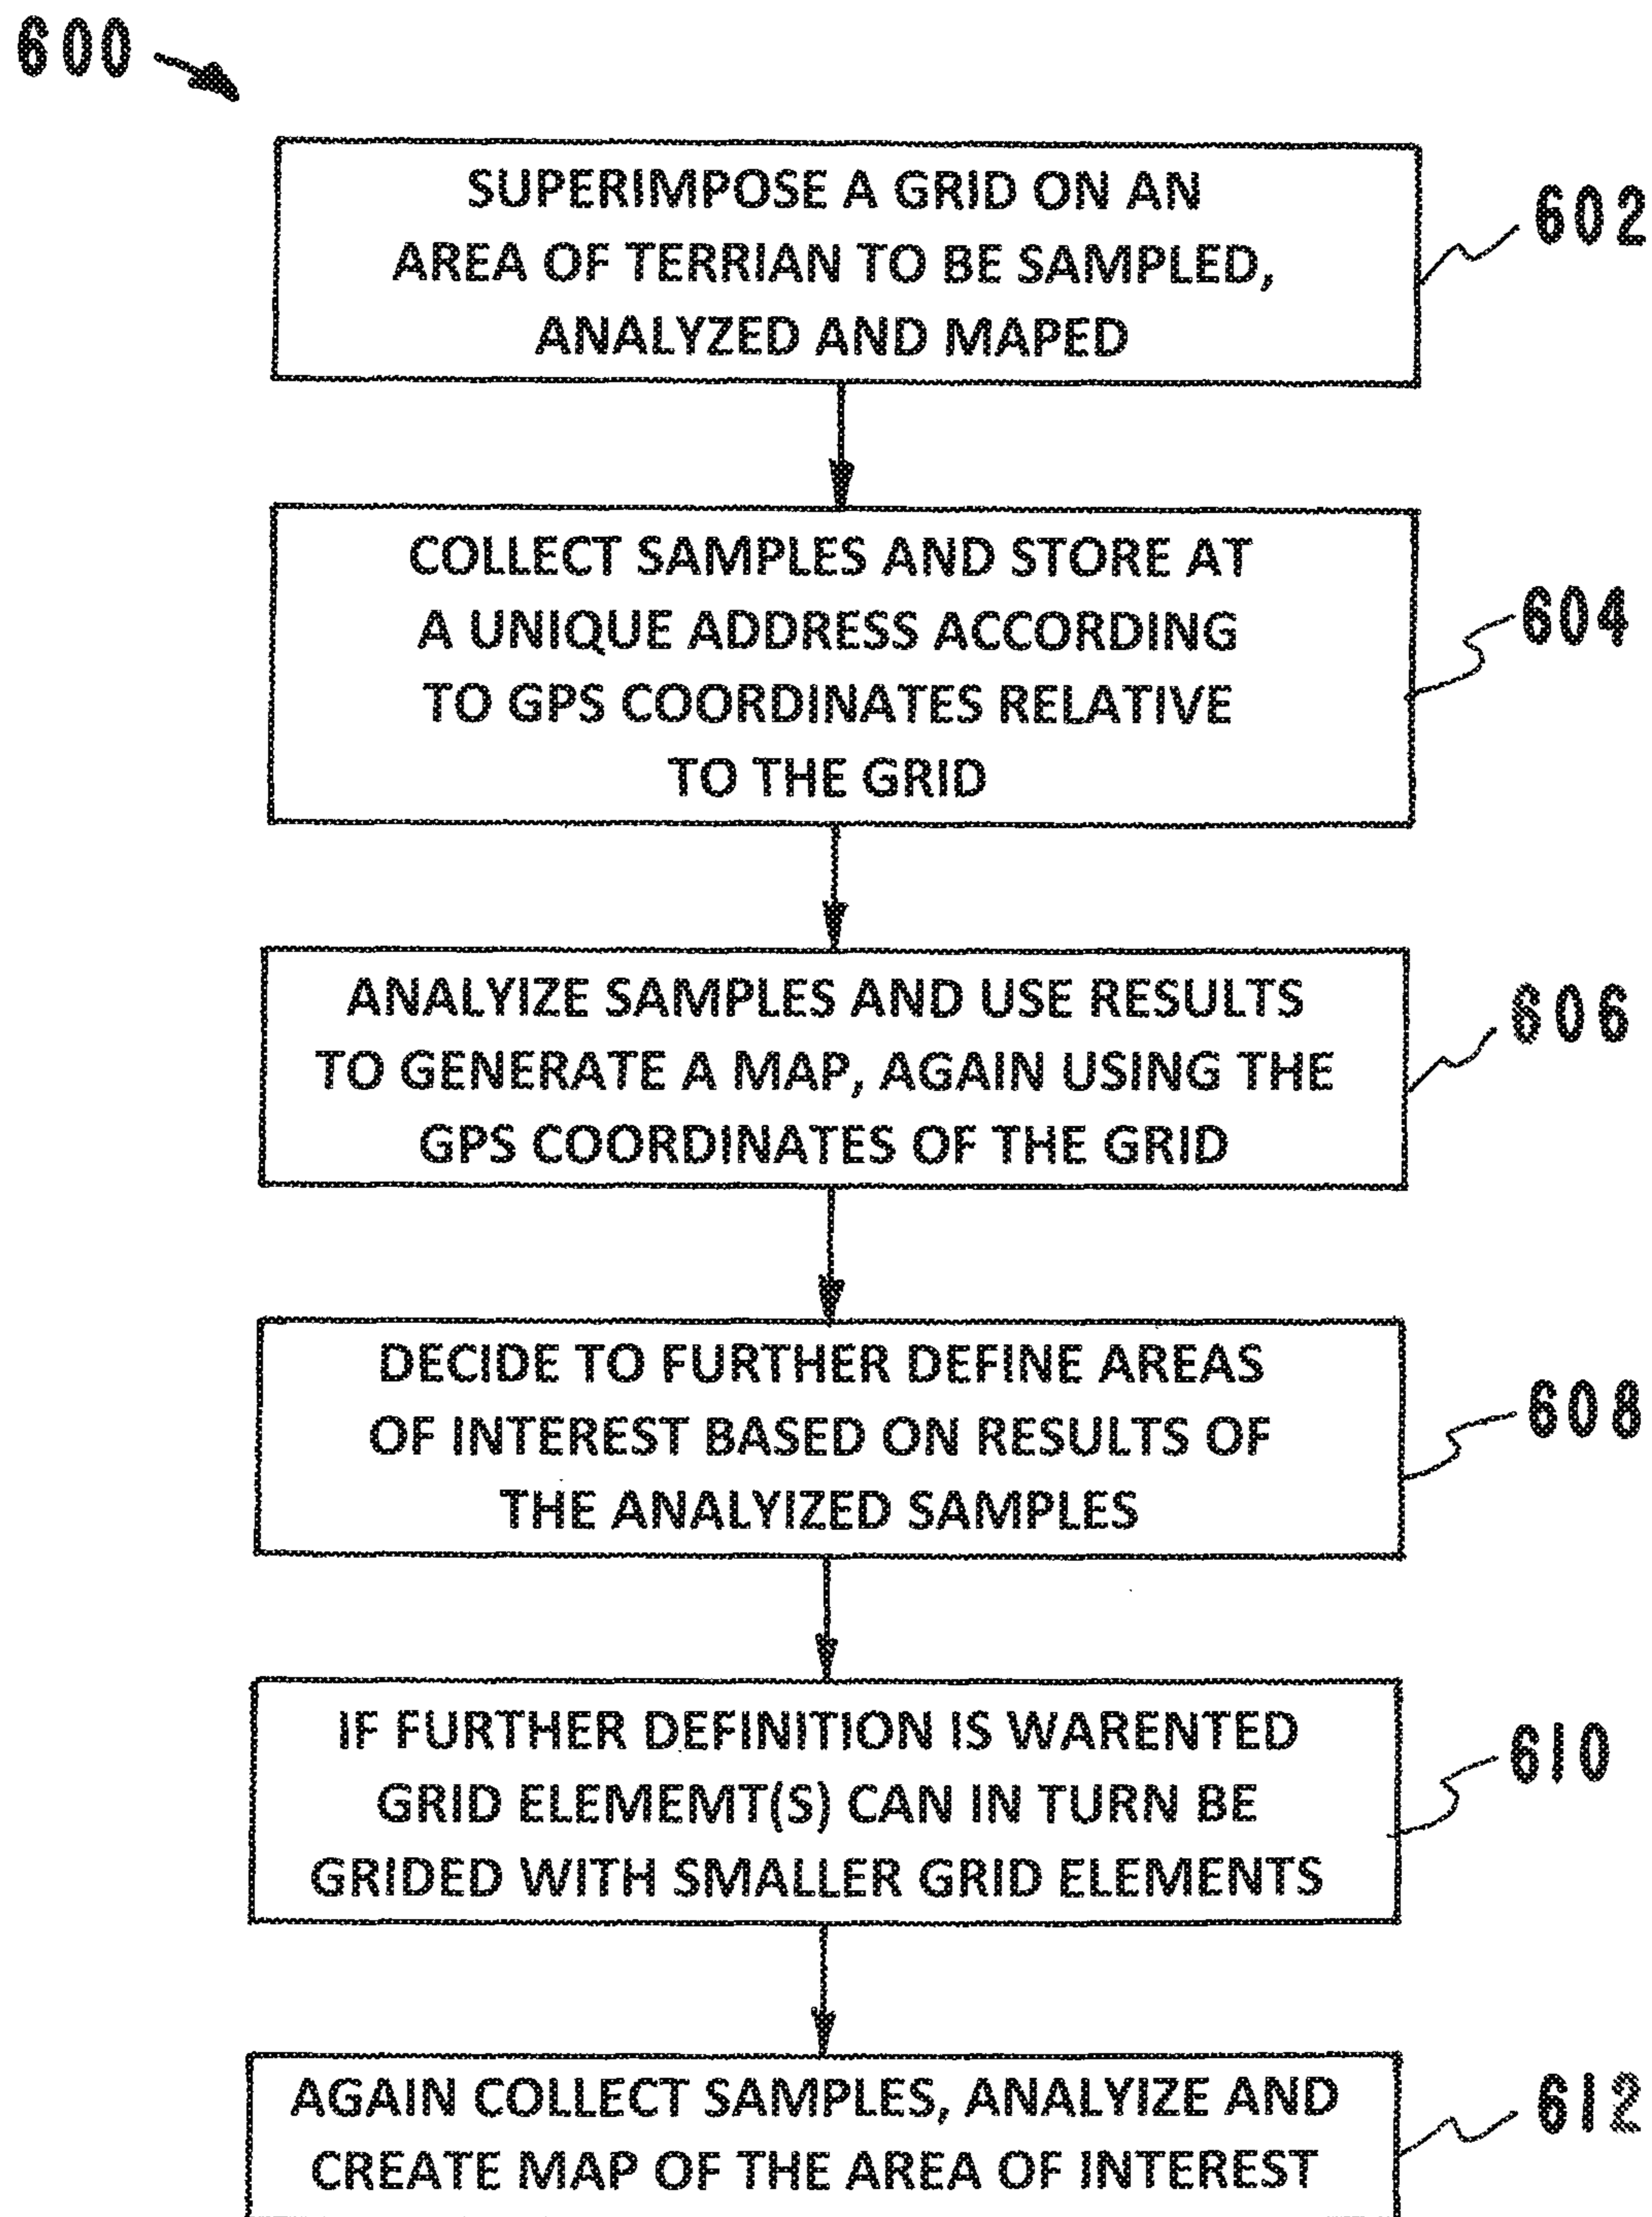 600
SUPERIMPOSE A GRID ON AN
AREA OF TERRIAN TO BE SAMPLED,
ANALYZED AND MAPED
602
COLLECT SAMPLES AND STORE AT
A UNIQUE ADDRESS ACCORDING
TO GPS COORDINATES RELATIVE
TO THE GRID
604
ANALYIZE SAMPLES AND USE RESULTS
TO GENERATE A MAP, AGAIN USING THE
GPS COORDINATES OF THE GRID
606
DECIDE TO FURTHER DEFINE AREAS
OF INTEREST BASED ON RESULTS OF
THE ANALYIZED SAMPLES
608
IF FURTHER DEFINITION IS WARENTED
GRID ELEMEMT(S) CAN IN TURN BE
GRIDED WITH SMALLER GRID ELEMENTS
610
AGAIN COLLECT SAMPLES, ANALYIZE AND
CREATE MAP OF THE AREA OF INTEREST
612